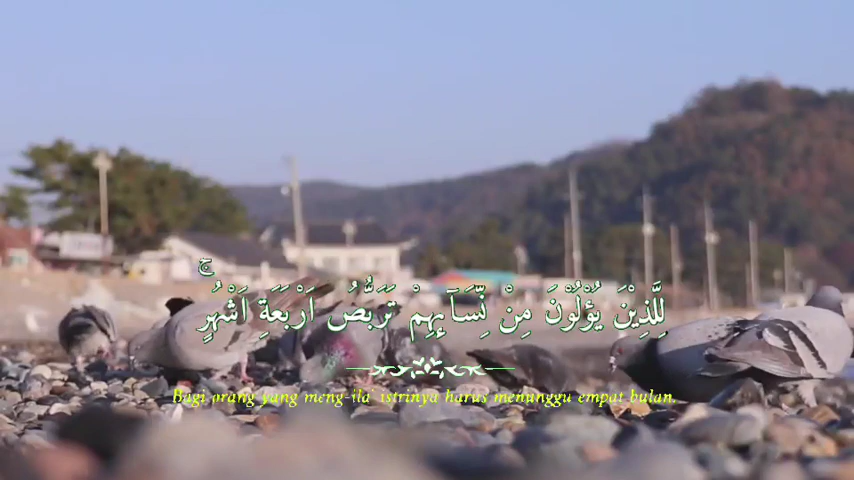 لِلَّذِيْنَ يُؤْلُوْنَ مِنْ نِّسَاۤىِٕهِمْ تَرَبُّصُ اَرْبَعَةِ اَشْهُرٍۚ
Bagi orang yang meng-ila' istrinya harus menunggu empat bulan.